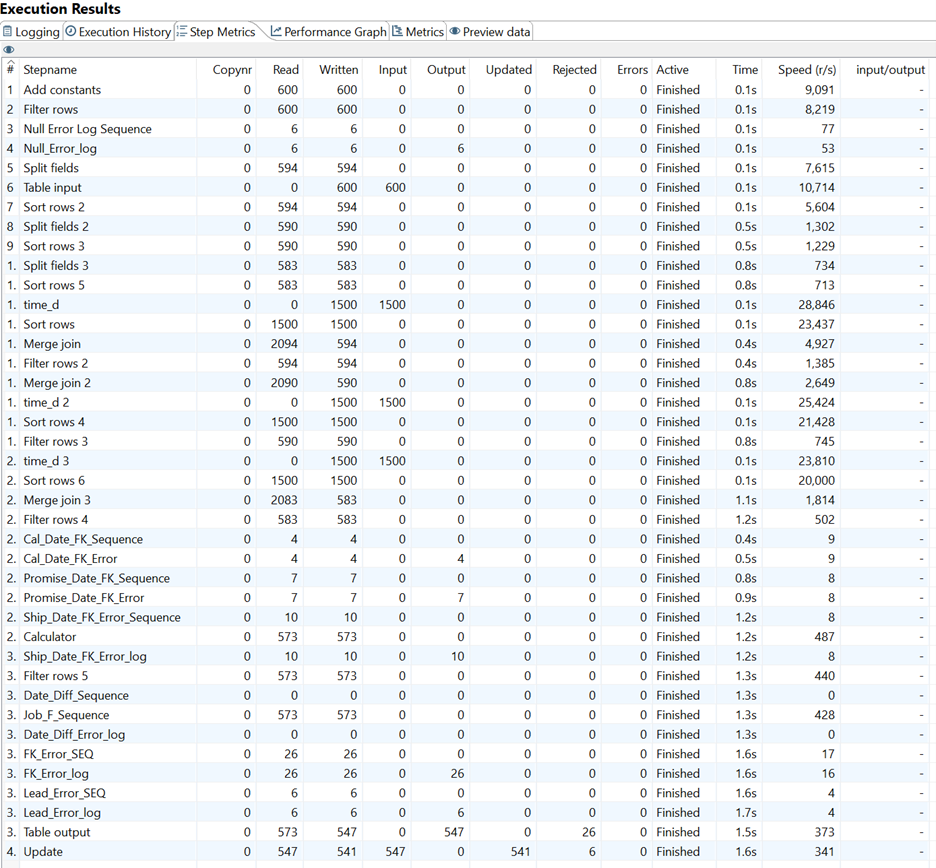 Execution Results
Logging Execution History Step Metrics Performance Graph Metrics Preview data
# Stepname Copynr Read Written Input Output Updated Rejected Errors Active Time Speed (r/s) input/output
1 Add constants 0 600 600 0 0 0 0 0 Finished 0.1s 9,091 -
2 Filter rows 0 600 600 0 0 0 0 0 Finished 0.1s 8,219 -
3 Null Error Log Sequence 0 6 6 0 0 0 0 0 Finished 0.1s 77 -
4 Null_Error_log 0 6 6 0 6 0 0 0 Finished 0.1s 53 -
5 Split fields 0 594 594 0 0 0 0 0 Finished 0.1s 7,615 -
6 Table input 0 0 600 600 0 0 0 0 Finished 0.1s 10,714 -
7 Sort rows 2 0 594 594 0 0 0 0 0 Finished 0.1s 5,604 -
8 Split fields 2 0 590 590 0 0 0 0 0 Finished 0.5s 1,302 -
9 Sort rows 3 0 590 590 0 0 0 0 0 Finished 0.5s 1,229 -
1. Split fields 3 0 583 583 0 0 0 0 0 Finished 0.8s 734 -
1. Sort rows 5 0 583 583 0 0 0 0 0 Finished 0.8s 713 -
1. time_d 0 0 1500 1500 0 0 0 0 Finished 0.1s 28,846 -
1. Sort rows 0 1500 1500 0 0 0 0 0 Finished 0.1s 23,437 -
1. Merge join 0 2094 594 0 0 0 0 0 Finished 0.4s 4,927 -
1. Filter rows 2 0 594 594 0 0 0 0 0 Finished 0.4s 1,385 -
1. Merge join 2 0 2090 590 0 0 0 0 0 Finished 0.8s 2,649 -
1. time_d 2 0 0 1500 1500 0 0 0 0 Finished 0.1s 25,424 -
1. Sort rows 4 0 1500 1500 0 0 0 0 0 Finished 0.1s 21,428 -
1. Filter rows 3 0 590 590 0 0 0 0 0 Finished 0.8s 745 -
2. time_d 3 0 0 1500 1500 0 0 0 0 Finished 0.1s 23,810 -
2. Sort rows 6 0 1500 1500 0 0 0 0 0 Finished 0.1s 20,000 -
2. Merge join 3 0 2083 583 0 0 0 0 0 Finished 1.1s 1,814 -
2. Filter rows 4 0 583 583 0 0 0 0 0 Finished 1.2s 502 -
2. Cal_Date_FK_Sequence 0 4 4 0 0 0 0 0 Finished 0.4s 9 -
2. Cal_Date_FK_Error 0 4 4 0 4 0 0 0 Finished 0.5s 9 -
2. Promise_Date_FK_Sequence 0 7 7 0 0 0 0 0 Finished 0.8s 8 -
2. Promise_Date_FK_Error 0 7 7 0 7 0 0 0 Finished 0.9s 8 -
2. Ship_Date_FK_Error_Sequence 0 10 10 0 0 0 0 0 Finished 1.2s 8 -
2. Calculator 0 573 573 0 0 0 0 0 Finished 1.2s 487 -
3. Ship_Date_FK_Error_log 0 10 10 0 10 0 0 0 Finished 1.2s 8 -
3. Filter rows 5 0 573 573 0 0 0 0 0 Finished 1.3s 440 -
3. Date_Diff_Sequence 0 0 0 0 0 0 0 0 Finished 1.3s 0 -
3. Job_F_Sequence 0 573 573 0 0 0 0 0 Finished 1.3s 428 -
3. Date_Diff_Error_log 0 0 0 0 0 0 0 0 Finished 1.3s 0 -
3. FK_Error_SEQ 0 26 26 0 0 0 0 0 Finished 1.6s 17 -
3. FK_Error_log 0 26 26 0 26 0 0 0 Finished 1.6s 16 -
3. Lead_Error_SEQ 0 6 6 0 0 0 0 0 Finished 1.6s 4 -
3. Lead_Error_log 0 6 6 0 6 0 0 0 Finished 1.7s 4 -
3. Table output 0 573 547 0 547 0 26 0 Finished 1.5s 373 -
4. Update 0 547 541 547 0 541 6 0 Finished 1.6s 341 -